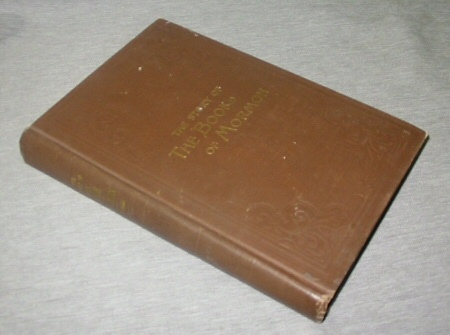 THE STORY OF
THE BOOK
OF MORMON